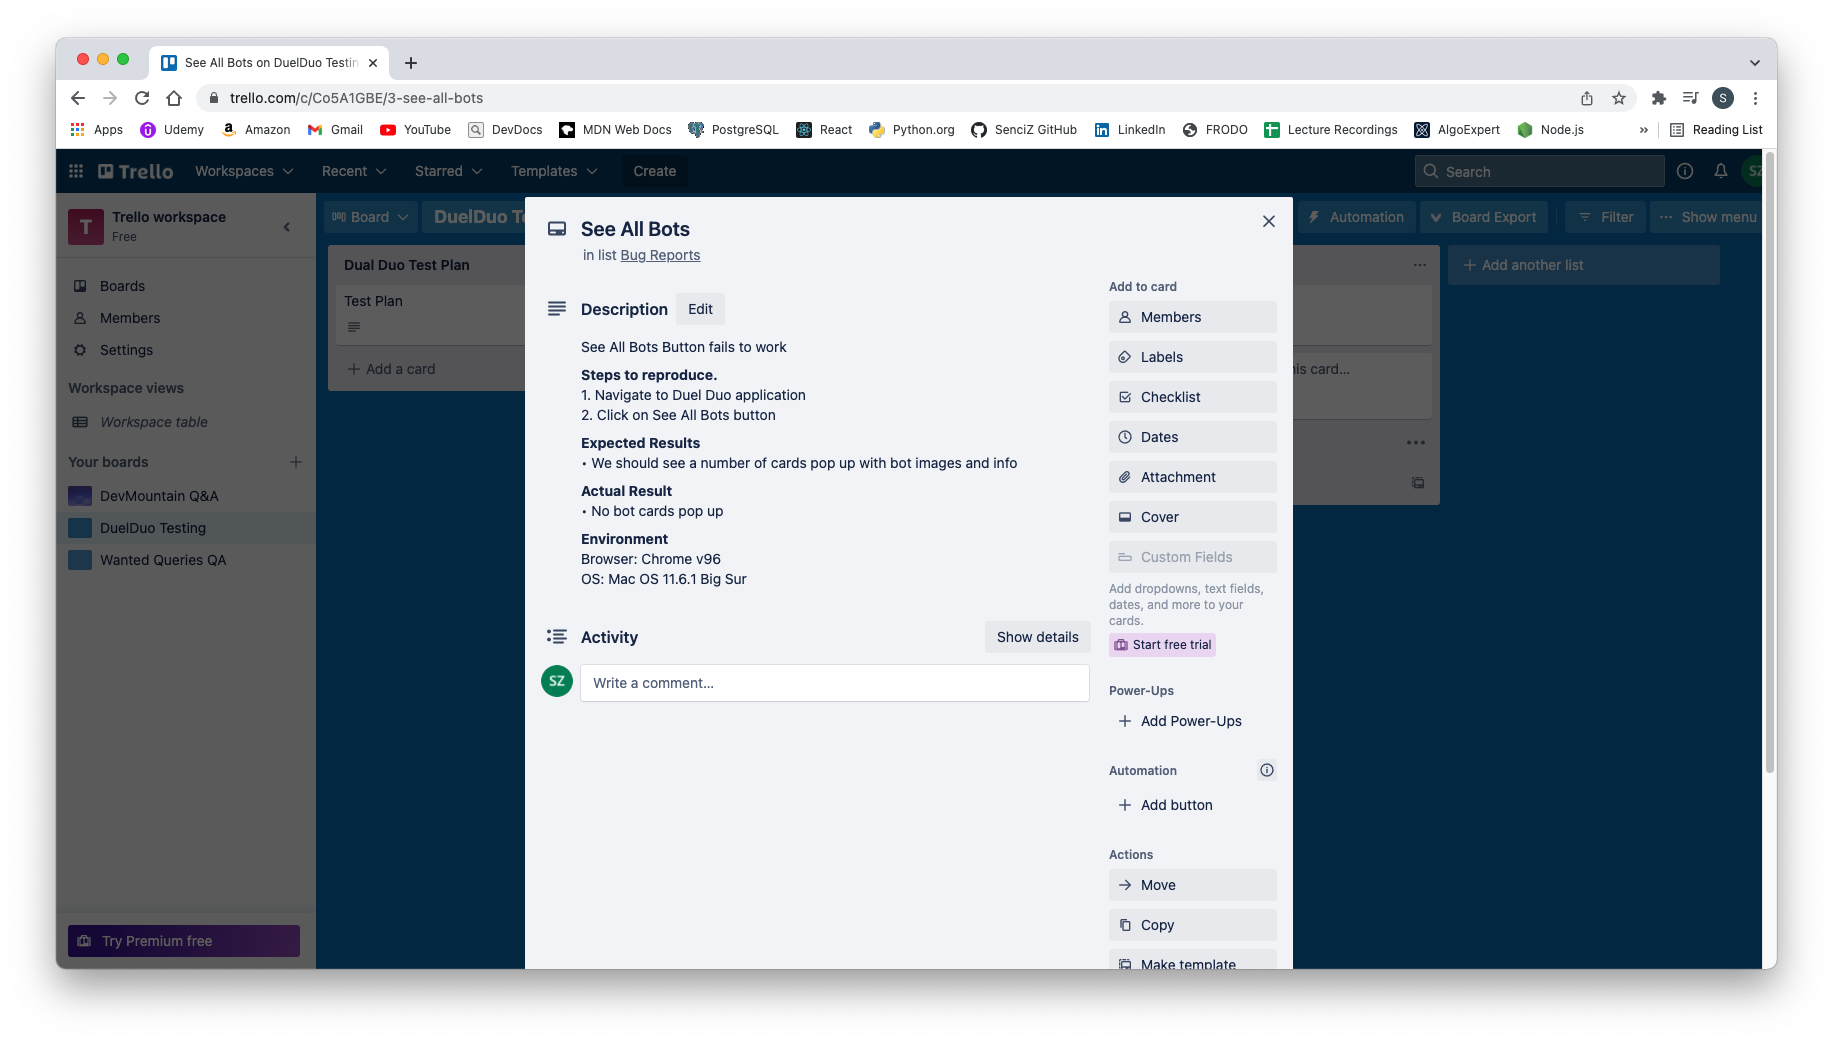 See All Bots on DuelDuo Testin
trello.com/c/Co5A1GBE/3-see-all-bots
S
Apps Udemy Amazon Gmail YouTube DevDocs MDN Web Docs PostgreSQL React Python.org SenciZ GitHub LinkedIn FRODO Lecture Recordings AlgoExpert Node.js » Reading List
Trello Workspaces Recent Starred Templates Create Search SZ
T Trello workspace
Free
Board DuelDuo T Automation Board Export Filter Show menu
Boards
Members
Settings
Workspace views
Workspace table
Your boards
DevMountain Q&A
DuelDuo Testing
Wanted Queries QA
Try Premium free
Dual Duo Test Plan
Test Plan
+ Add a card
See All Bots
in list Bug Reports
Description Edit
See All Bots Button fails to work
Steps to reproduce.
1. Navigate to Duel Duo application
2. Click on See All Bots button
Expected Results
• We should see a number of cards pop up with bot images and info
Actual Result
• No bot cards pop up
Environment
Browser: Chrome v96
OS: Mac OS 11.6.1 Big Sur
Activity Show details
SZ Write a comment…
Add to card
Members
Labels
Checklist
Dates
Attachment
Cover
Custom Fields
Add dropdowns, text fields,
dates, and more to your
cards.
Start free trial
Power-Ups
+ Add Power-Ups
Automation
+ Add button
Actions
Move
Copy
Make template
+ Add another list
his card…